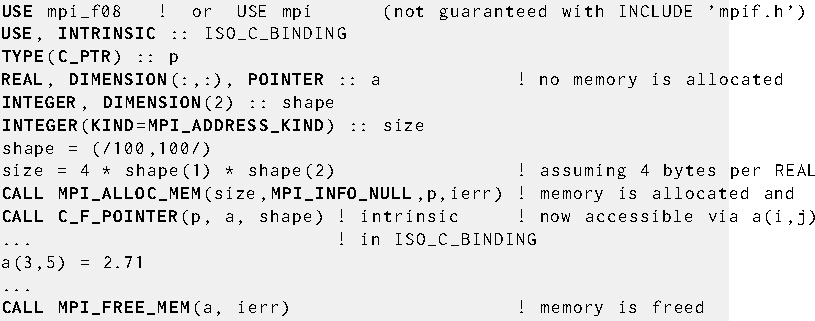 USE mpi_f08   !  or  USE mpi      (not guaranteed with INCLUDE 'mpif.h')
USE, INTRINSIC :: ISO_C_BINDING
TYPE(C_PTR) :: p
REAL, DIMENSION(:,:), POINTER :: a            ! no memory is allocated
INTEGER, DIMENSION(2) :: shape
INTEGER(KIND=MPI_ADDRESS_KIND) :: size
shape = (/100,100/)
size = 4 * shape(1) * shape(2)                ! assuming 4 bytes per REAL
CALL MPI_ALLOC_MEM(size,MPI_INFO_NULL,p,ierr) ! memory is allocated and
CALL C_F_POINTER(p, a, shape) ! intrinsic     ! now accessible via a(i,j)
...                           ! in ISO_C_BINDING
a(3,5) = 2.71
...
CALL MPI_FREE_MEM(a, ierr)                    ! memory is freed